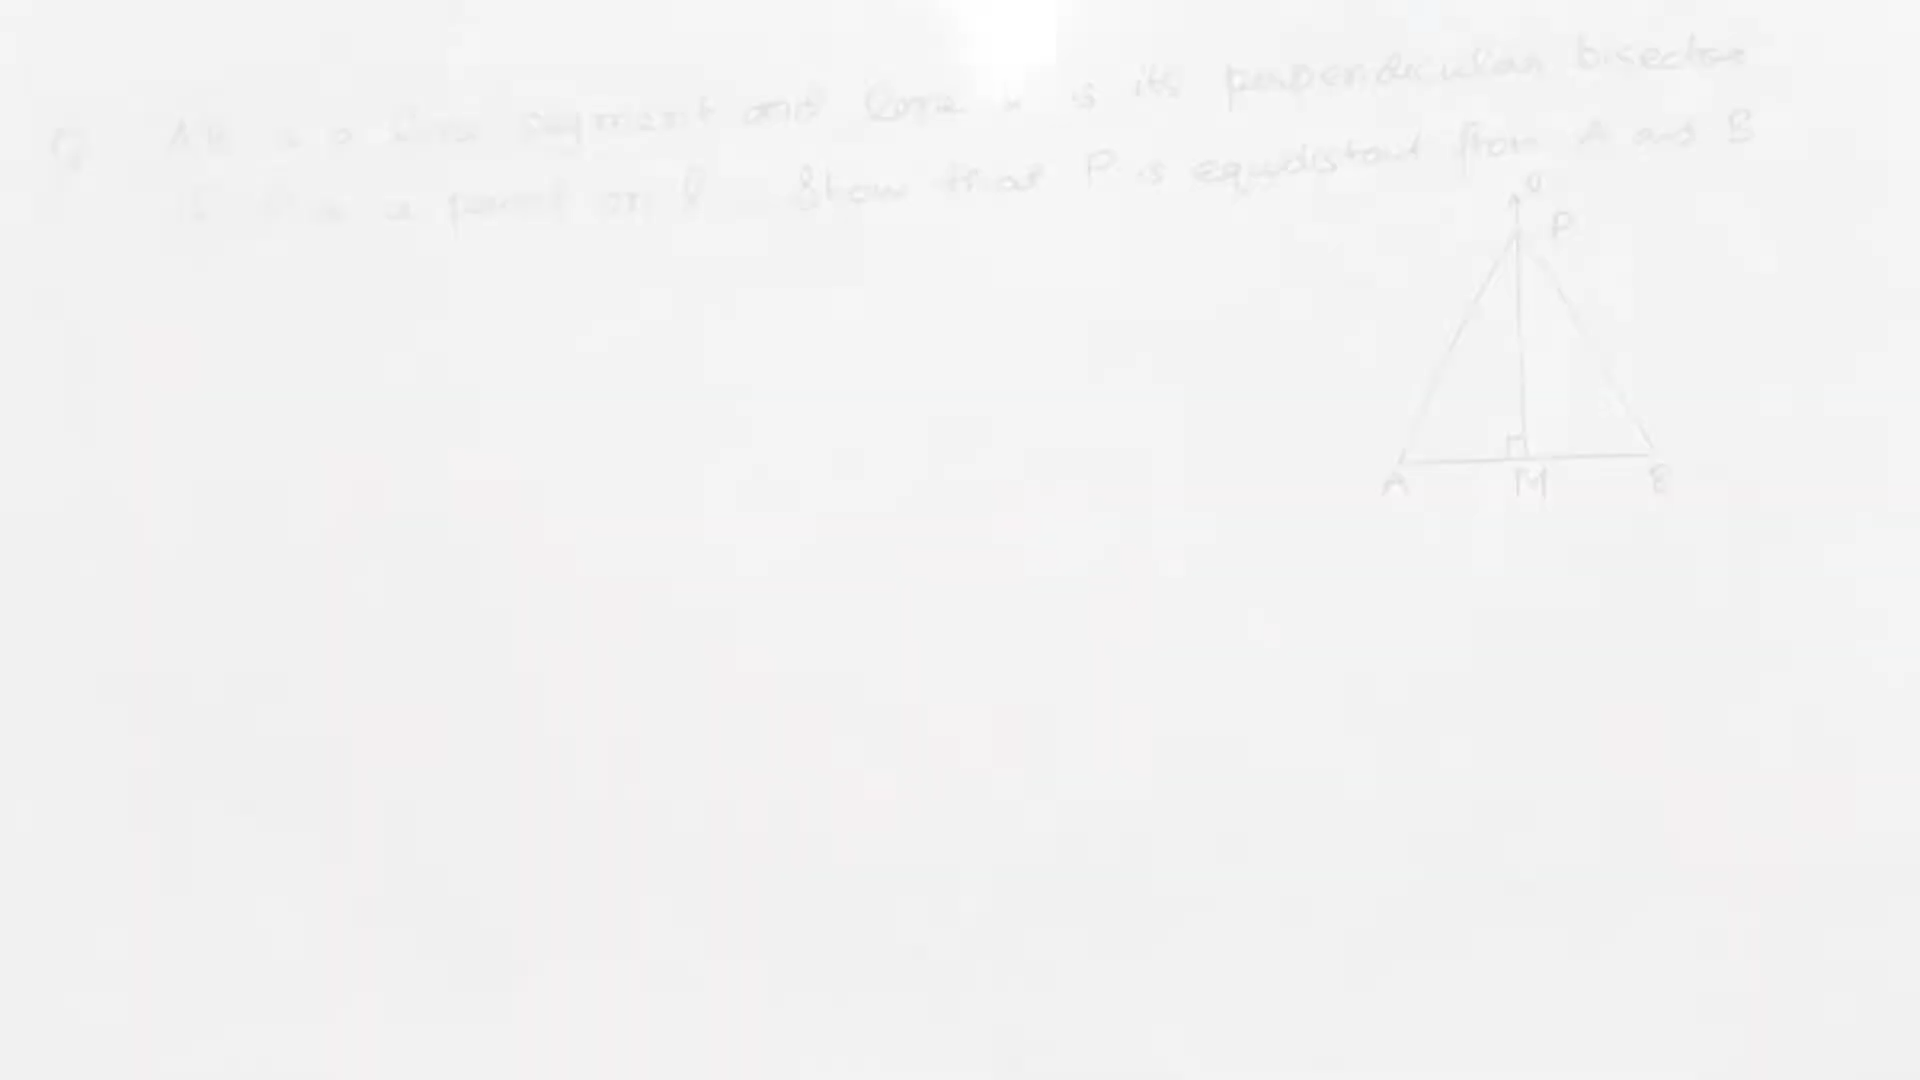 Q AB is a line segment and line l is its perpendicular bisector
If P is a point on l Show that P is equidistant from A and B
l
P
A M B